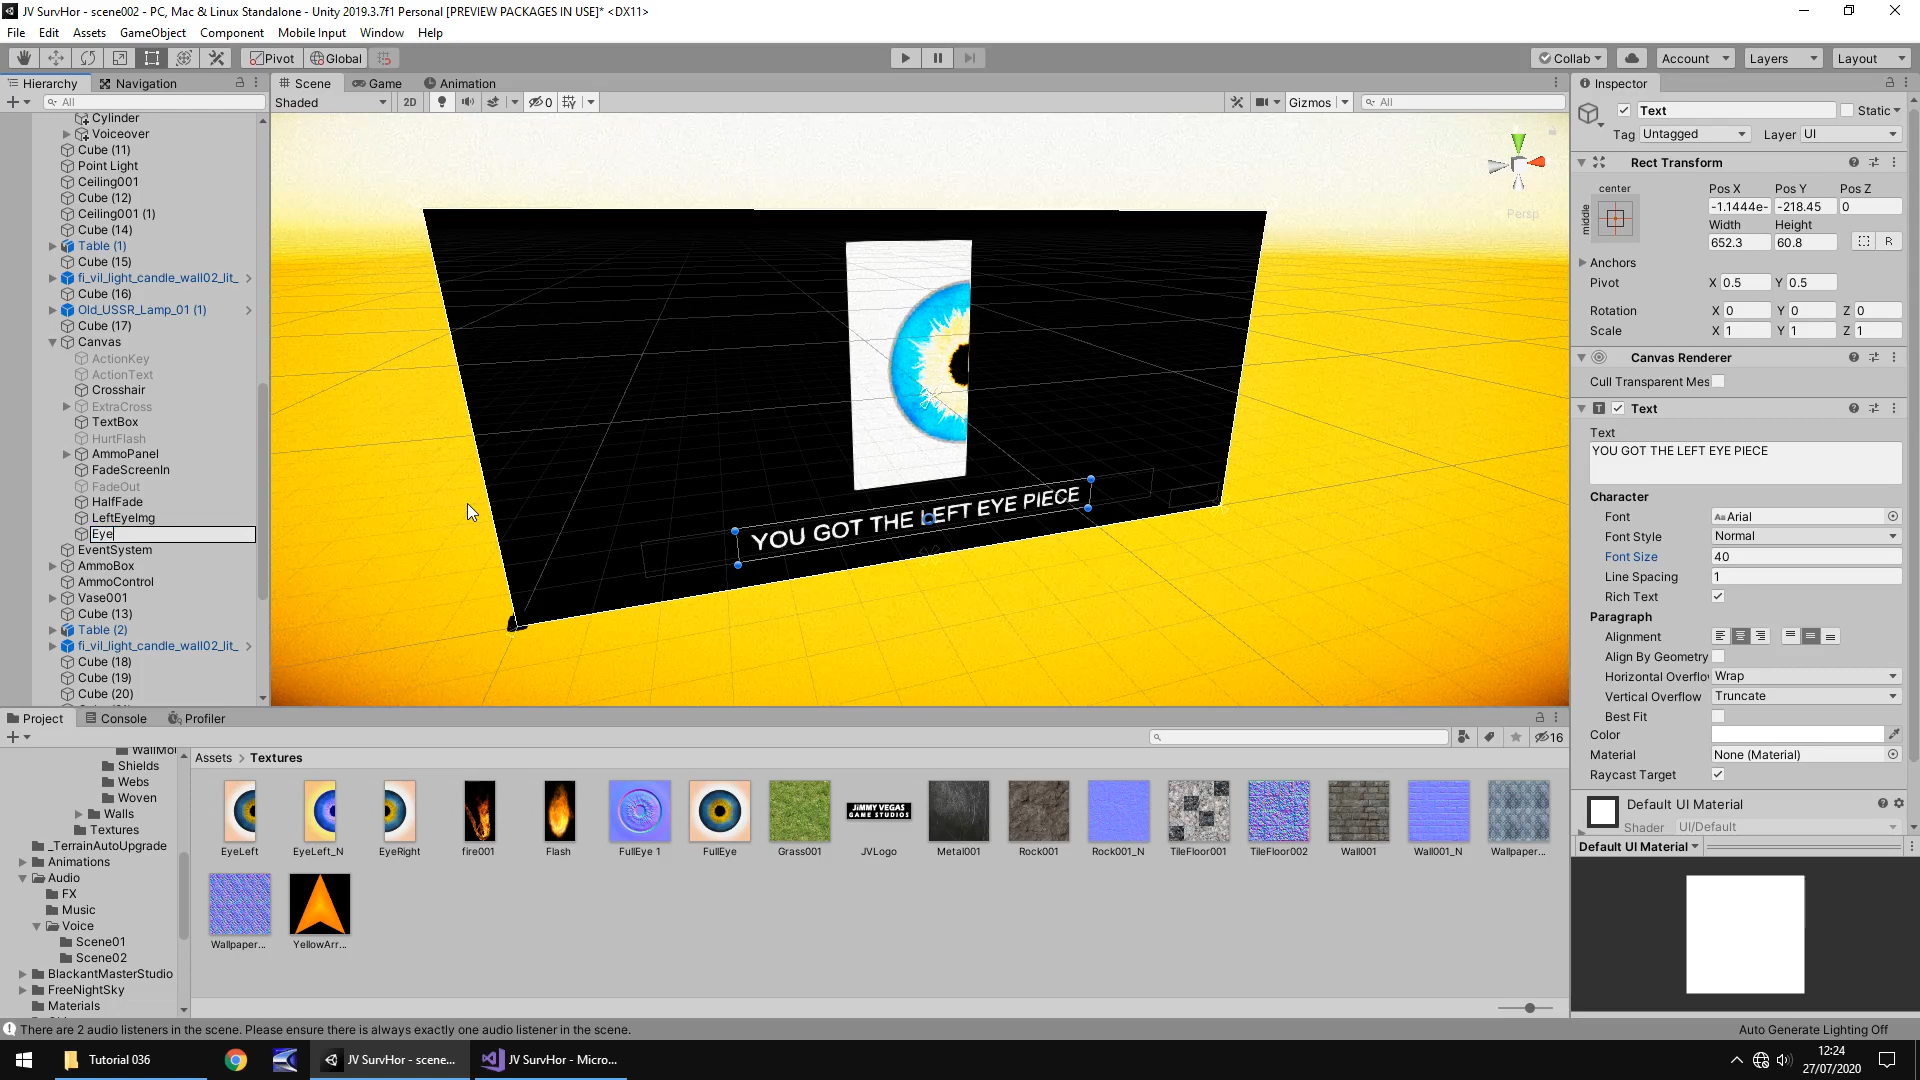 JV SurvHor - scene002 - PC, Mac & Linux Standalone - Unity 2019.3.7f1 Personal [PREVIEW PACKAGES IN USE]* <DX11>
File Edit Assets GameObject Component Mobile Input Window Help
Pivot Global Collab Account Layers Layout
Hierarchy Navigation Scene Game Animation Inspector
All Shaded 2D 0 Gizmos All
Cylinder
Voiceover
Cube (11)
Point Light
Ceiling001
Cube (12)
Ceiling001 (1)
Cube (14)
Table (1)
Cube (15)
fi_vil_light_candle_wall02_lit_
Cube (16)
Old_USSR_Lamp_01 (1)
Cube (17)
Canvas
ActionKey
ActionText
Crosshair
ExtraCross
TextBox
HurtFlash
AmmoPanel
FadeScreenIn
FadeOut
HalfFade
LeftEyeImg
Eye
EventSystem
AmmoBox
AmmoControl
Vase001
Cube (13)
Table (2)
fi_vil_light_candle_wall02_lit_
Cube (18)
Cube (19)
Cube (20)
Persp
YOU GOT THE LEFT EYE PIECE
Text Static
Tag Untagged Layer UI
Rect Transform
center
middle
Pos X Pos Y Pos Z
-1.1444e- -218.45 0
Width Height
652.3 60.8
R
Anchors
Pivot X 0.5 Y 0.5
Rotation X 0 Y 0 Z 0
Scale X 1 Y 1 Z 1
Canvas Renderer
Cull Transparent Mes
Text
Text
YOU GOT THE LEFT EYE PIECE
Character
Font Arial
Font Style Normal
Font Size 40
Line Spacing 1
Rich Text
Paragraph
Alignment
Align By Geometry
Horizontal Overflo Wrap
Vertical Overflow Truncate
Best Fit
Color
Material None (Material)
Raycast Target
Default UI Material
Shader UI/Default
Default UI Material
Project Console Profiler
16
WallMol
Shields
Webs
Woven
Walls
Textures
_TerrainAutoUpgrade
Animations
Audio
FX
Music
Voice
Scene01
Scene02
BlackantMasterStudio
FreeNightSky
Materials
Assets > Textures
JIMMY VEGAS
GAME STUDIOS
EyeLeft EyeLeft_N EyeRight fire001 Flash FullEye 1 FullEye Grass001 JVLogo Metal001 Rock001 Rock001_N TileFloor001 TileFloor002 Wall001 Wall001_N Wallpaper...
Wallpaper... YellowArr...
There are 2 audio listeners in the scene. Please ensure there is always exactly one audio listener in the scene.
Auto Generate Lighting Off
Tutorial 036 JV SurvHor - scene... JV SurvHor - Micro...
12:24
27/07/2020